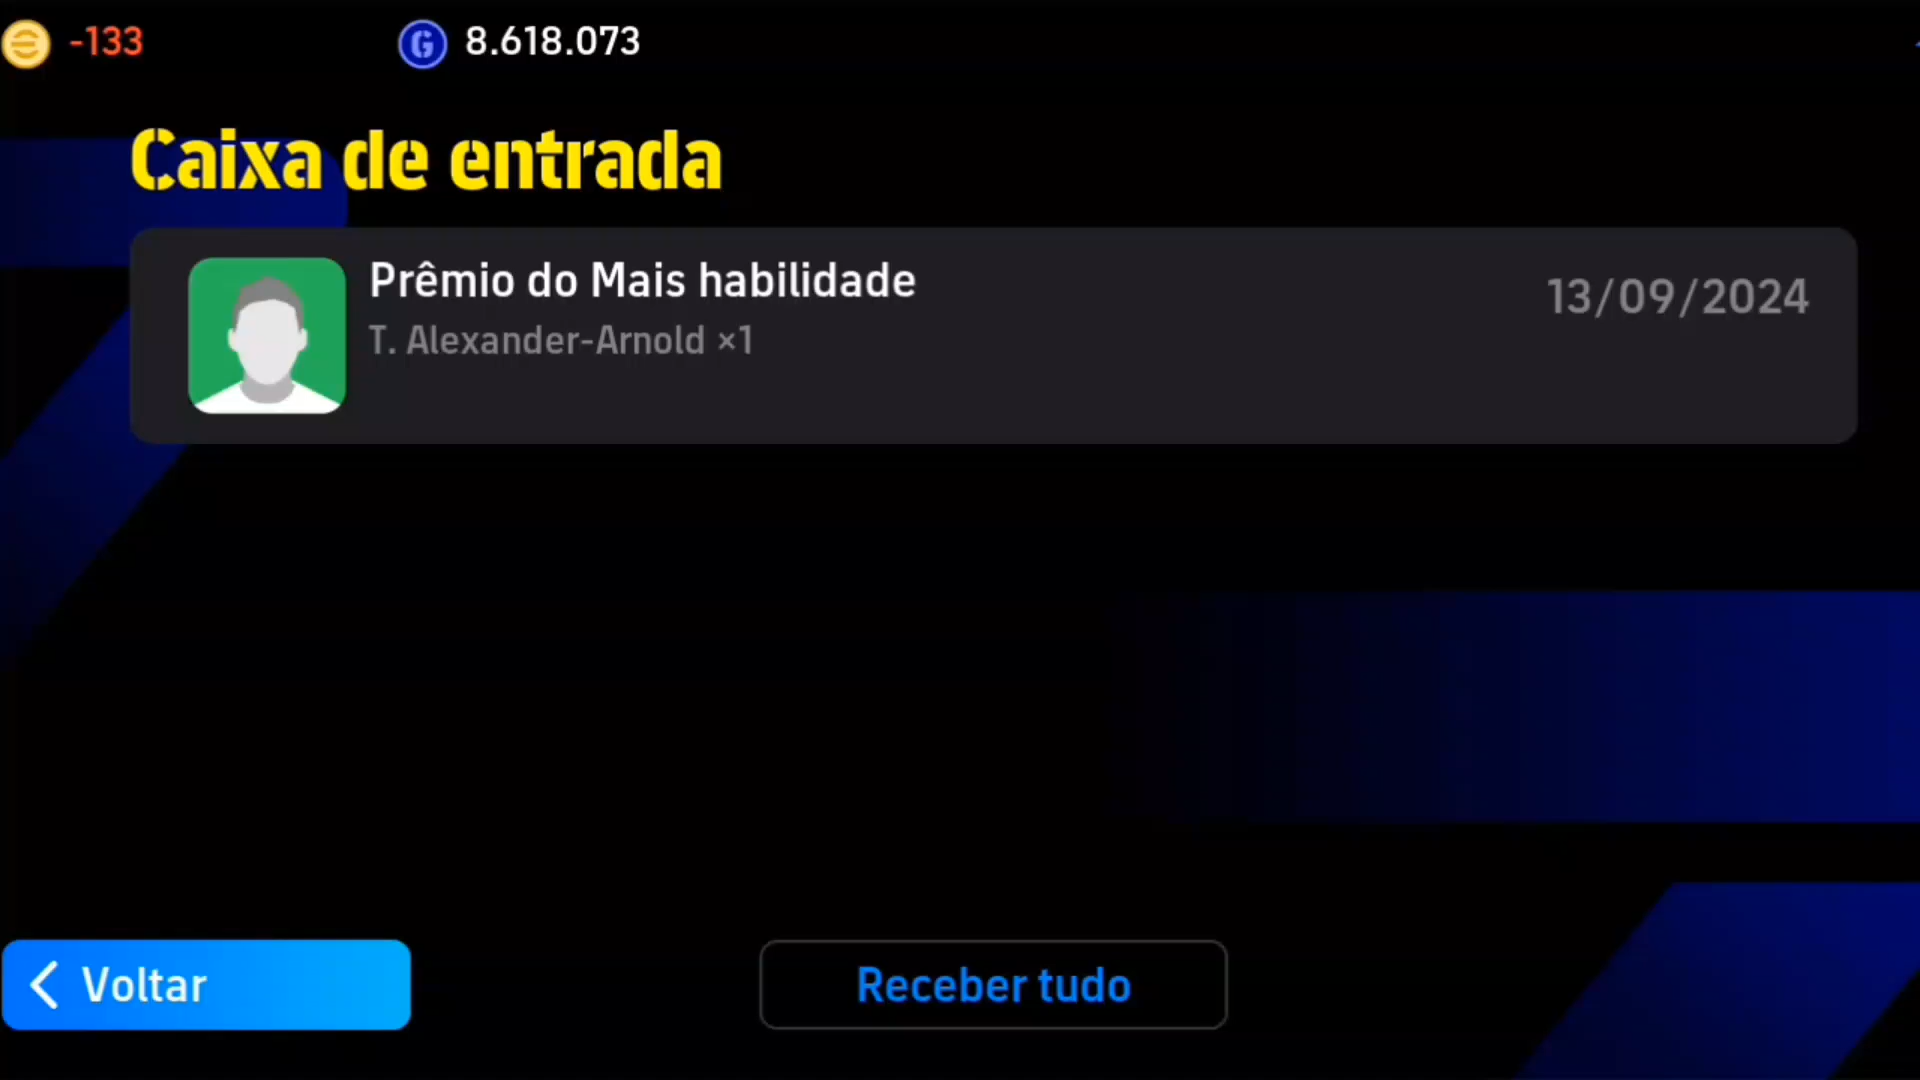 -133
8.618.073
Caixa de entrada
Prêmio do Mais habilidade
13/09/2024
T. Alexander-Arnold ×1
Voltar
Receber tudo